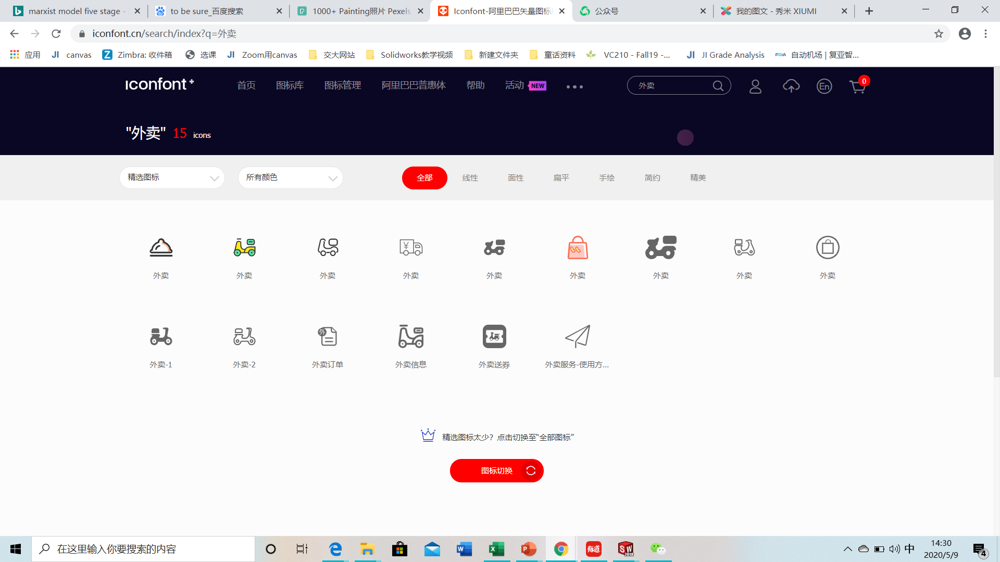 marxist model five stage -
to be sure_百度搜索
1000+ Painting照片 Pexels
Iconfont-阿里巴巴矢量图标
公众号
我的图文 - 秀米 XIUMI
iconfont.cn/search/index?q=外卖
应用
JI canvas
Z Zimbra: 收件箱
选课
JI Zoom用canvas
交大网站
Solidworks教学视频
新建文件夹
童话资料
VC210 - Fall19 -...
JI JI Grade Analysis
FOIA 自动机场 | 复亚智...
iconfont+
首页
图标库
图标管理
阿里巴巴普惠体
帮助
活动 NEW
外卖
En
0
"外卖" 15 icons
精选图标
所有颜色
全部
线性
面性
扁平
手绘
简约
精美
外卖
外卖
外卖
外卖
外卖
外卖
外卖
外卖
外卖
外卖-1
外卖-2
外卖订单
外卖信息
外卖送券
外卖服务-使用方...
精选图标太少？点击切换至“全部图标”
图标切换
在这里输入你要搜索的内容
有道
SW 2018
中
14:30
2020/5/9
4